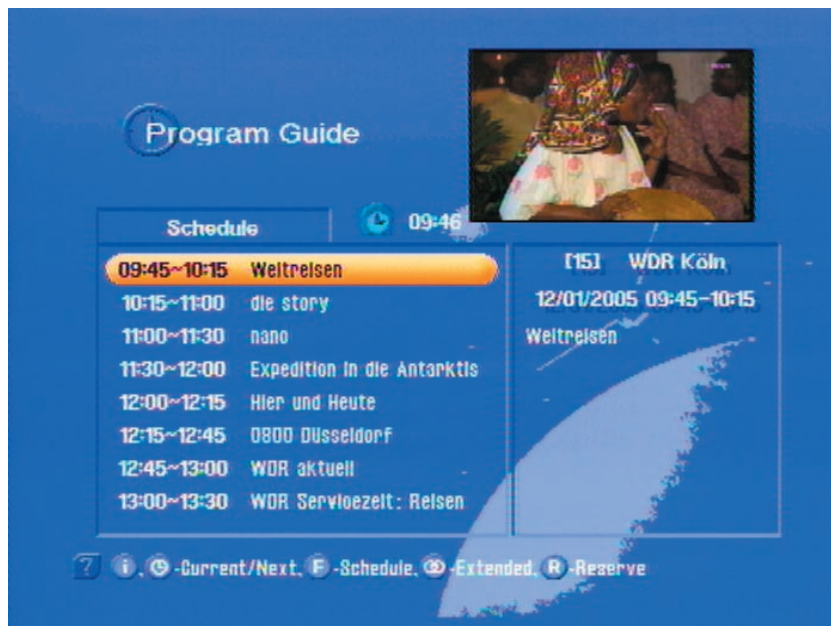 Program Guide
Schedule
09:46
09:45~10:15 Weltreisen
10:15~11:00 die story
11:00~11:30 nano
11:30~12:00 Expedition in die Antarktis
12:00~12:15 Hier und Heute
12:15~12:45 0800 Düsseldorf
12:45~13:00 WDR aktuell
13:00~13:30 WDR Servicezeit: Reisen
[15] WDR Köln
12/01/2005 09:45~10:15
Weltreisen
? i, -Current/Next, F -Schedule, -Extended, R -Reserve